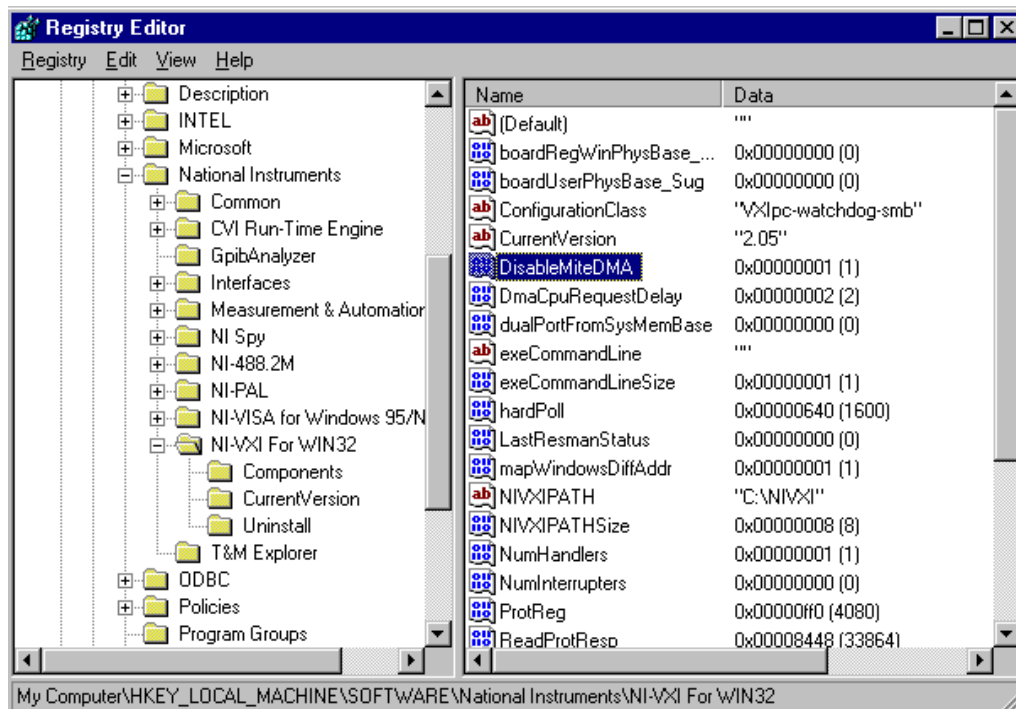 Registry Editor
Registry Edit View Help
Description
INTEL
Microsoft
National Instruments
Common
CVI Run-Time Engine
GpibAnalyzer
Interfaces
Measurement & Automation
NI Spy
NI-488.2M
NI-PAL
NI-VISA for Windows 95/N
NI-VXI For WIN32
Components
CurrentVersion
Uninstall
T&M Explorer
ODBC
Policies
Program Groups
Name Data
ab (Default) ""
boardRegWinPhysBase_... 0x00000000 (0)
boardUserPhysBase_Sug 0x00000000 (0)
ab ConfigurationClass "VXIpc-watchdog-smb"
ab CurrentVersion "2.05"
DisableMiteDMA 0x00000001 (1)
DmaCpuRequestDelay 0x00000002 (2)
dualPortFromSysMemBase 0x00000000 (0)
ab exeCommandLine ""
exeCommandLineSize 0x00000001 (1)
hardPoll 0x00000640 (1600)
LastResmanStatus 0x00000000 (0)
mapWindowsDiffAddr 0x00000001 (1)
ab NIVXIPATH "C:\NIVXI"
NIVXIPATHSize 0x00000008 (8)
NumHandlers 0x00000001 (1)
NumInterrupters 0x00000000 (0)
ProtReg 0x00000ff0 (4080)
ReadProtResp 0x00008448 (33864)
My Computer\HKEY_LOCAL_MACHINE\SOFTWARE\National Instruments\NI-VXI For WIN32